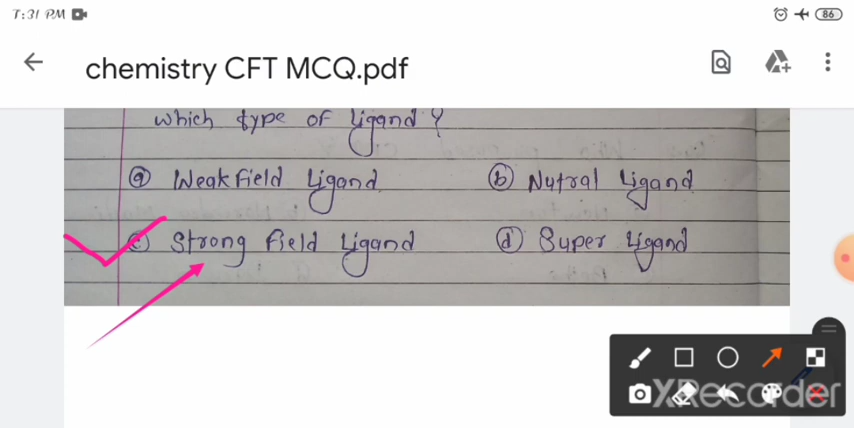 7:31 PM
86
chemistry CFT MCQ.pdf
which type of Ligand?
(a) Weak Field Ligand (b) Nutral Ligand
(c) Strong Field Ligand (d) Super Ligand
XRecorder